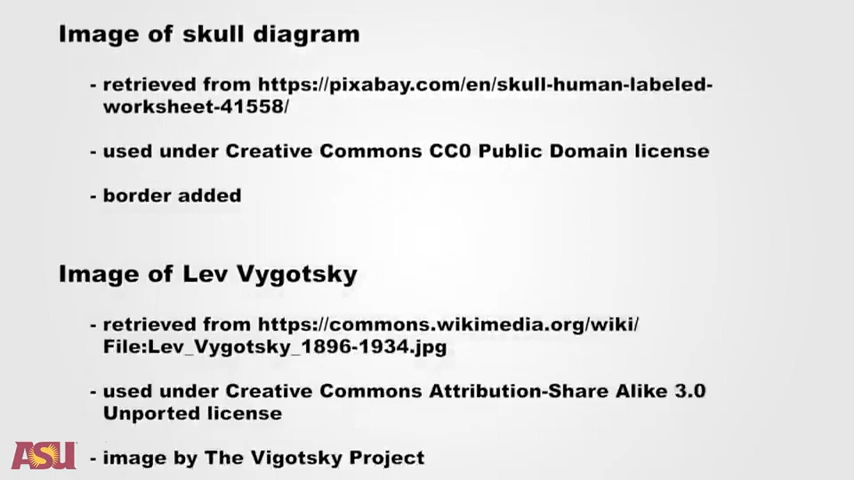 Image of skull diagram
- retrieved from https://pixabay.com/en/skull-human-labeled-
worksheet-41558/
- used under Creative Commons CC0 Public Domain license
- border added
Image of Lev Vygotsky
- retrieved from https://commons.wikimedia.org/wiki/
File:Lev_Vygotsky_1896-1934.jpg
- used under Creative Commons Attribution-Share Alike 3.0
Unported license
- image by The Vigotsky Project
ASU